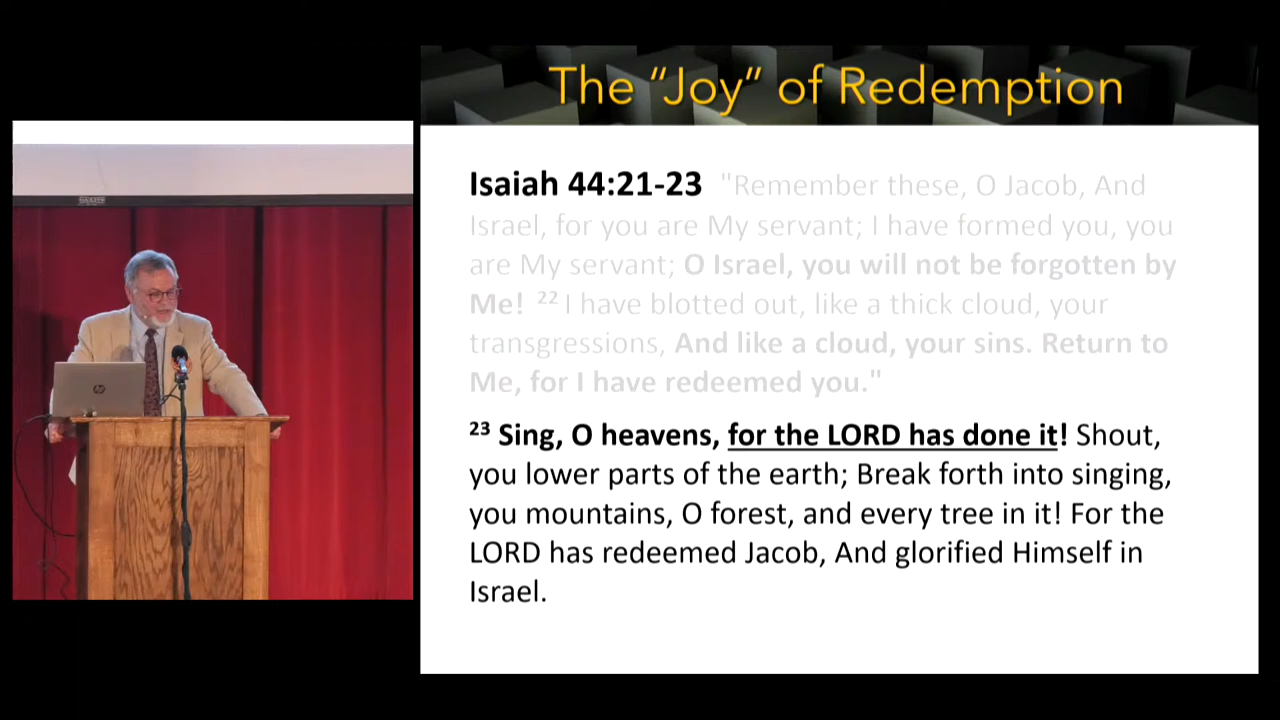 The “Joy” of Redemption
Isaiah 44:21-23 "Remember these, O Jacob, And
Israel, for you are My servant; I have formed you, you
are My servant; O Israel, you will not be forgotten by
Me! ²² I have blotted out, like a thick cloud, your
transgressions, And like a cloud, your sins. Return to
Me, for I have redeemed you."
²³ Sing, O heavens, for the LORD has done it! Shout,
you lower parts of the earth; Break forth into singing,
you mountains, O forest, and every tree in it! For the
LORD has redeemed Jacob, And glorified Himself in
Israel.
hp